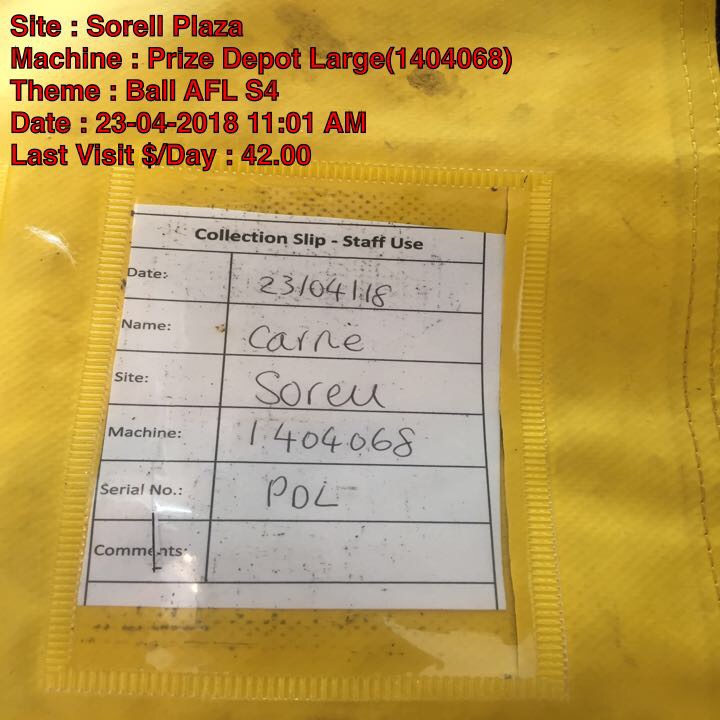 Site : Sorell Plaza
Machine : Prize Depot Large(1404068)
Theme : Ball AFL S4
Date : 23-04-2018 11:01 AM
Last Visit $/Day : 42.00
Collection Slip - Staff Use
Date: 23/04/18
Name: Carne
Site: Sorell
Machine: 1404068
Serial No.: PDL
Comments: